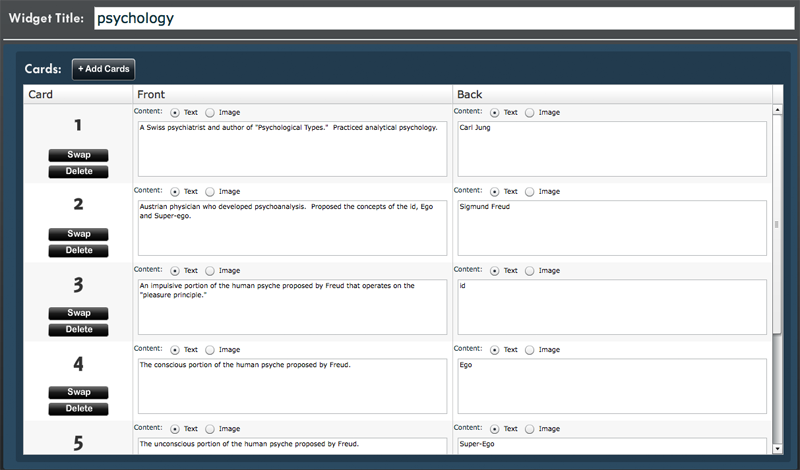 Widget Title: psychology
Cards: + Add Cards
Card Front Back
1
Swap
Delete
Content: Text Image
A Swiss psychiatrist and author of "Psychological Types."  Practiced analytical psychology.
Content: Text Image
Carl Jung
2
Swap
Delete
Content: Text Image
Austrian physician who developed psychoanalysis.  Proposed the concepts of the id, Ego
and Super-ego.
Content: Text Image
Sigmund Freud
3
Swap
Delete
Content: Text Image
An impulsive portion of the human psyche proposed by Freud that operates on the
"pleasure principle."
Content: Text Image
id
4
Swap
Delete
Content: Text Image
The conscious portion of the human psyche proposed by Freud.
Content: Text Image
Ego
5
Content: Text Image
The unconscious portion of the human psyche proposed by Freud.
Content: Text Image
Super-Ego